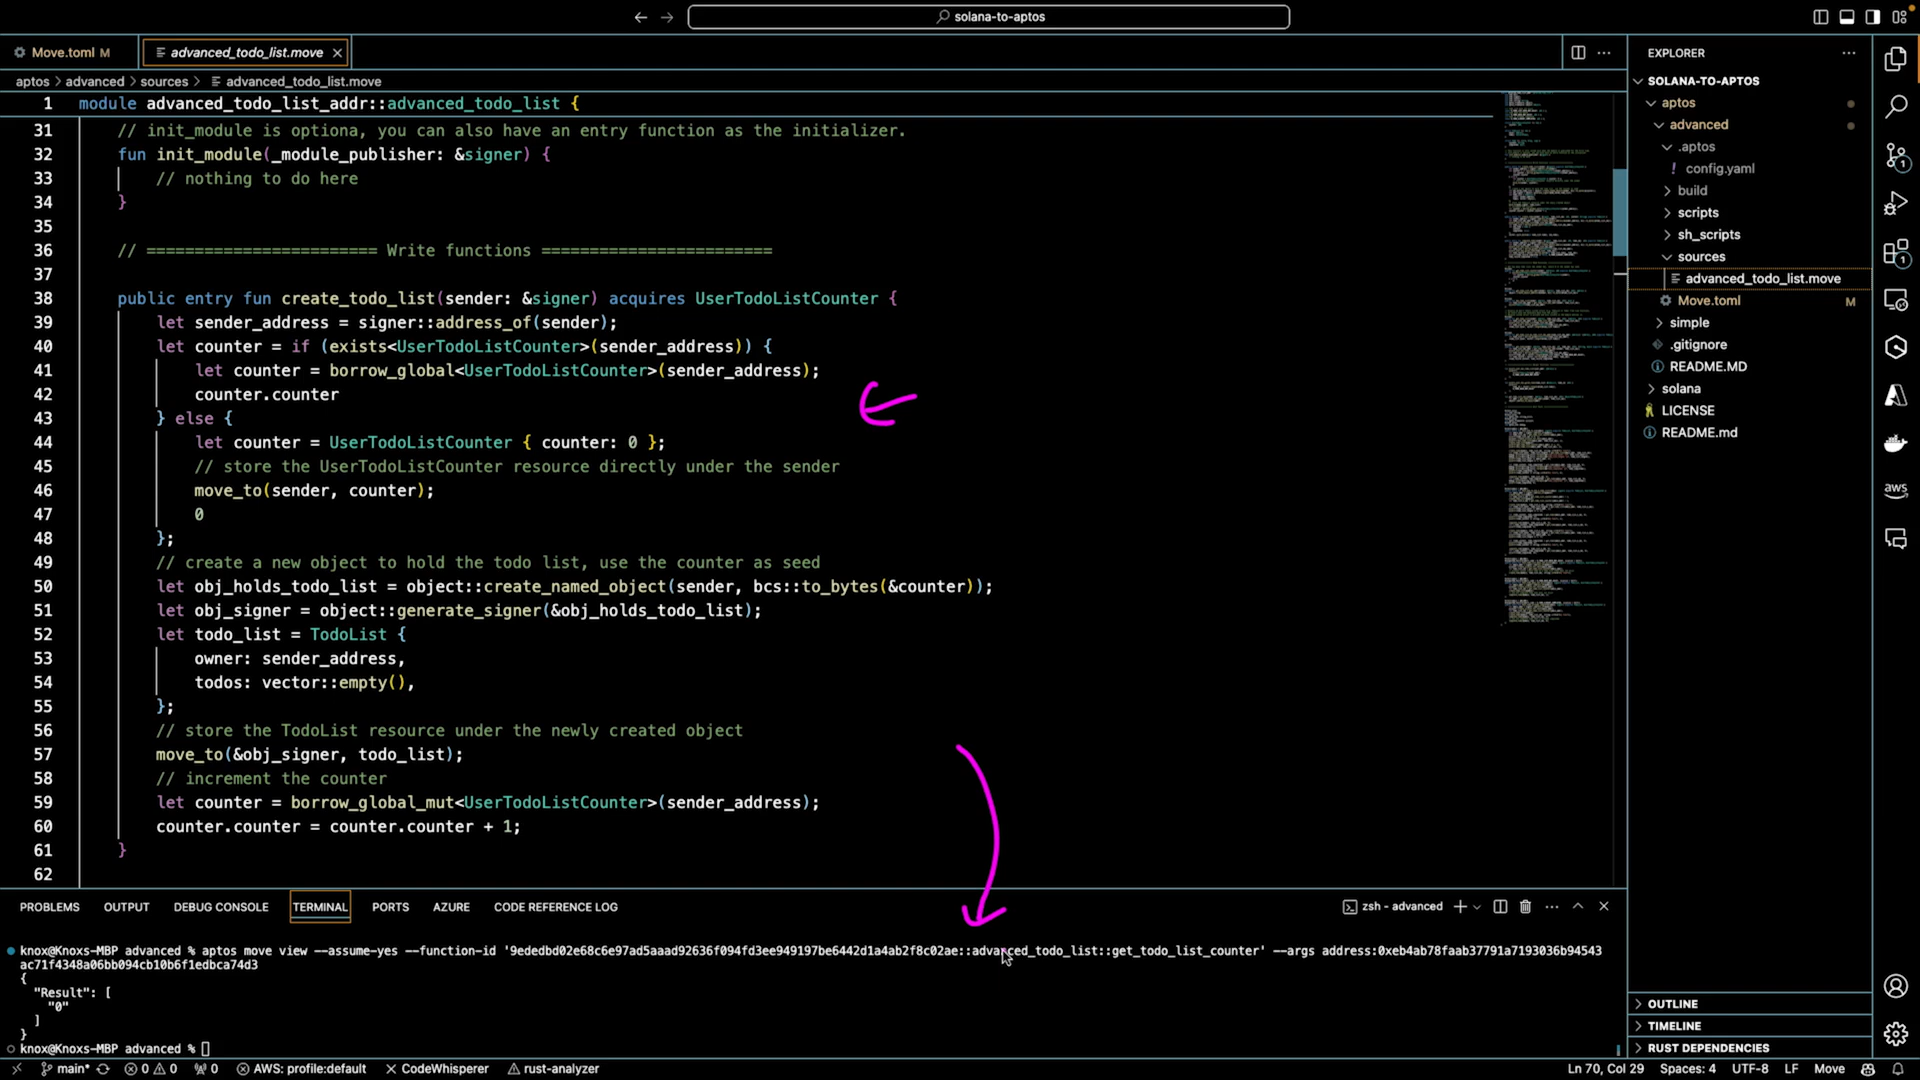 solana-to-aptos
Move.toml M
advanced_todo_list.move
aptos > advanced > sources > advanced_todo_list.move
1 module advanced_todo_list_addr::advanced_todo_list {
31 // init_module is optiona, you can also have an entry function as the initializer.
32 fun init_module(_module_publisher: &signer) {
33 // nothing to do here
34 }
35
36 // ======================== Write functions ========================
37
38 public entry fun create_todo_list(sender: &signer) acquires UserTodoListCounter {
39 let sender_address = signer::address_of(sender);
40 let counter = if (exists<UserTodoListCounter>(sender_address)) {
41 let counter = borrow_global<UserTodoListCounter>(sender_address);
42 counter.counter
43 } else {
44 let counter = UserTodoListCounter { counter: 0 };
45 // store the UserTodoListCounter resource directly under the sender
46 move_to(sender, counter);
47 0
48 };
49 // create a new object to hold the todo list, use the counter as seed
50 let obj_holds_todo_list = object::create_named_object(sender, bcs::to_bytes(&counter));
51 let obj_signer = object::generate_signer(&obj_holds_todo_list);
52 let todo_list = TodoList {
53 owner: sender_address,
54 todos: vector::empty(),
55 };
56 // store the TodoList resource under the newly created object
57 move_to(&obj_signer, todo_list);
58 // increment the counter
59 let counter = borrow_global_mut<UserTodoListCounter>(sender_address);
60 counter.counter = counter.counter + 1;
61 }
62
PROBLEMS OUTPUT DEBUG CONSOLE TERMINAL PORTS AZURE CODE REFERENCE LOG
zsh - advanced
knox@Knoxs-MBP advanced % aptos move view --assume-yes --function-id '9ededbd02e68c6e97ad5aaad92636f094fd3ee949197be6442d1a4ab2f8c02ae::advanced_todo_list::get_todo_list_counter' --args address:0xeb4ab78faab37791a7193036b94543
ac71f4348a06bb094cb10b6f1edbca74d3
{
"Result": [
"0"
]
}
knox@Knoxs-MBP advanced %
EXPLORER
SOLANA-TO-APTOS
aptos
advanced
.aptos
! config.yaml
build
scripts
sh_scripts
sources
advanced_todo_list.move
Move.toml M
simple
.gitignore
README.MD
solana
LICENSE
README.md
OUTLINE
TIMELINE
RUST DEPENDENCIES
1
1
aws
main* 0 0 0 AWS: profile:default CodeWhisperer rust-analyzer
Ln 70, Col 29 Spaces: 4 UTF-8 LF Move